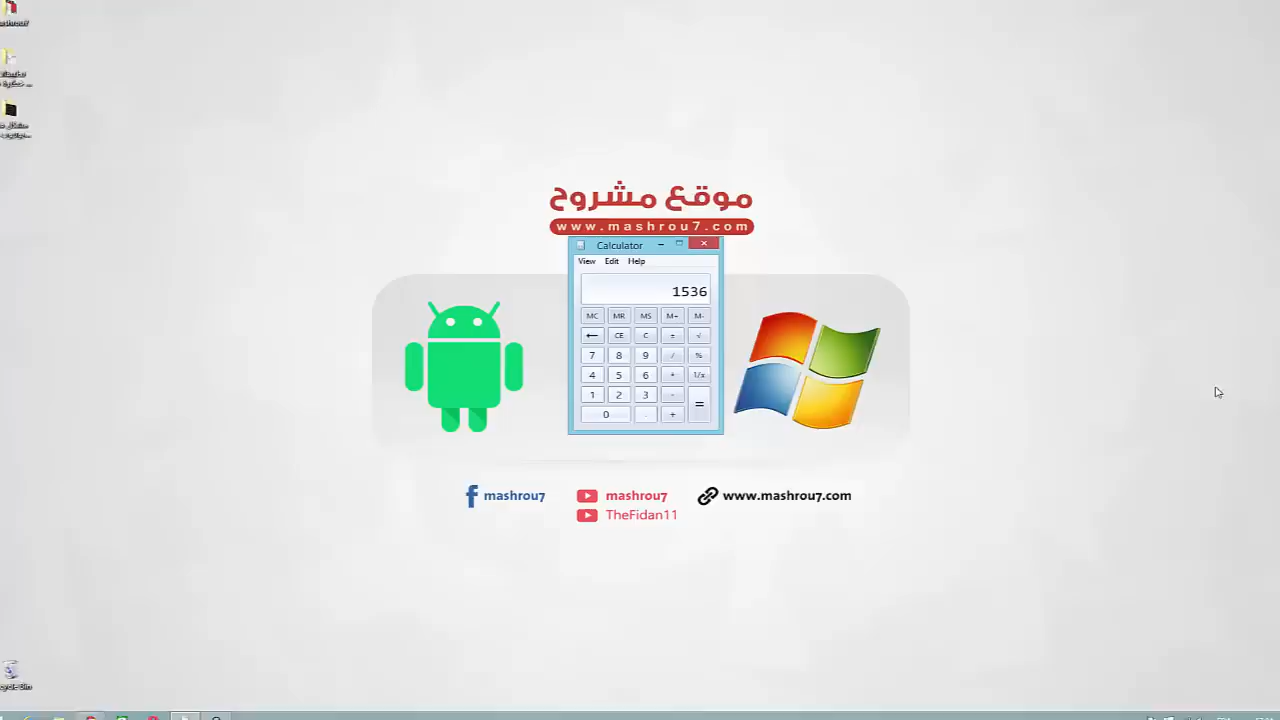 موقع مشروح
www.mashrou7.com
Calculator
View Edit Help
1536
MC MR MS M+ M-
← CE C ± √
7 8 9 / %
4 5 6 * 1/x
1 2 3 - =
0 . +
mashrou7
mashrou7
www.mashrou7.com
TheFidan11